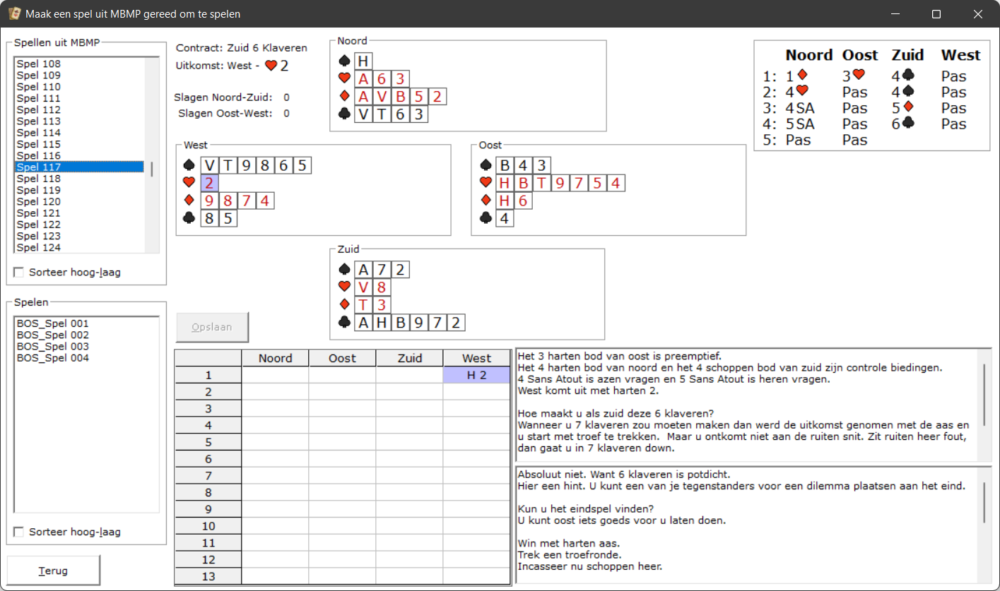 Maak een spel uit MBMP gereed om te spelen
Spellen uit MBMP
Spel 108
Spel 109
Spel 110
Spel 111
Spel 112
Spel 113
Spel 114
Spel 115
Spel 116
Spel 117
Spel 118
Spel 119
Spel 120
Spel 121
Spel 122
Spel 123
Spel 124
Sorteer hoog-laag
Spelen
BOS_Spel 001
BOS_Spel 002
BOS_Spel 003
BOS_Spel 004
Sorteer hoog-laag
Terug
Contract: Zuid 6 Klaveren
Uitkomst: West - ♥ 2
Slagen Noord-Zuid: 0
Slagen Oost-West: 0
Noord
♠ H
♥ A 6 3
♦ A V B 5 2
♣ V T 6 3
West
♠ V T 9 8 6 5
♥ 2
♦ 9 8 7 4
♣ 8 5
Oost
♠ B 4 3
♥ H B T 9 7 5 4
♦ H 6
♣ 4
Zuid
♠ A 7 2
♥ V 8
♦ T 3
♣ A H B 9 7 2
Noord Oost Zuid West
1: 1♦ 3♥ 4♣ Pas
2: 4♥ Pas 4♠ Pas
3: 4SA Pas 5♦ Pas
4: 5SA Pas 6♣ Pas
5: Pas Pas
Opslaan
Noord Oost Zuid West
1 H 2
2
3
4
5
6
7
8
9
10
11
12
13
Het 3 harten bod van oost is preemptief.
Het 4 harten bod van noord en het 4 schoppen bod van zuid zijn controle biedingen.
4 Sans Atout is azen vragen en 5 Sans Atout is heren vragen.
West komt uit met harten 2.
Hoe maakt u als zuid deze 6 klaveren?
Wanneer u 7 klaveren zou moeten maken dan werd de uitkomst genomen met de aas en
u start met troef te trekken. Maar u ontkomt niet aan de ruiten snit. Zit ruiten heer fout,
dan gaat u in 7 klaveren down.
Absoluut niet. Want 6 klaveren is potdicht.
Hier een hint. U kunt een van je tegenstanders voor een dilemma plaatsen aan het eind.
Kun u het eindspel vinden?
U kunt oost iets goeds voor u laten doen.
Win met harten aas.
Trek een troefronde.
Incasseer nu schoppen heer.